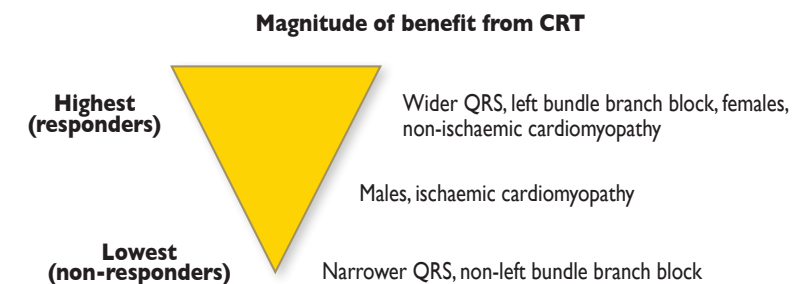 Magnitude of benefit from CRT
Highest
(responders)
Wider QRS, left bundle branch block, females,
non-ischaemic cardiomyopathy
Males, ischaemic cardiomyopathy
Lowest
(non-responders)
Narrower QRS, non-left bundle branch block